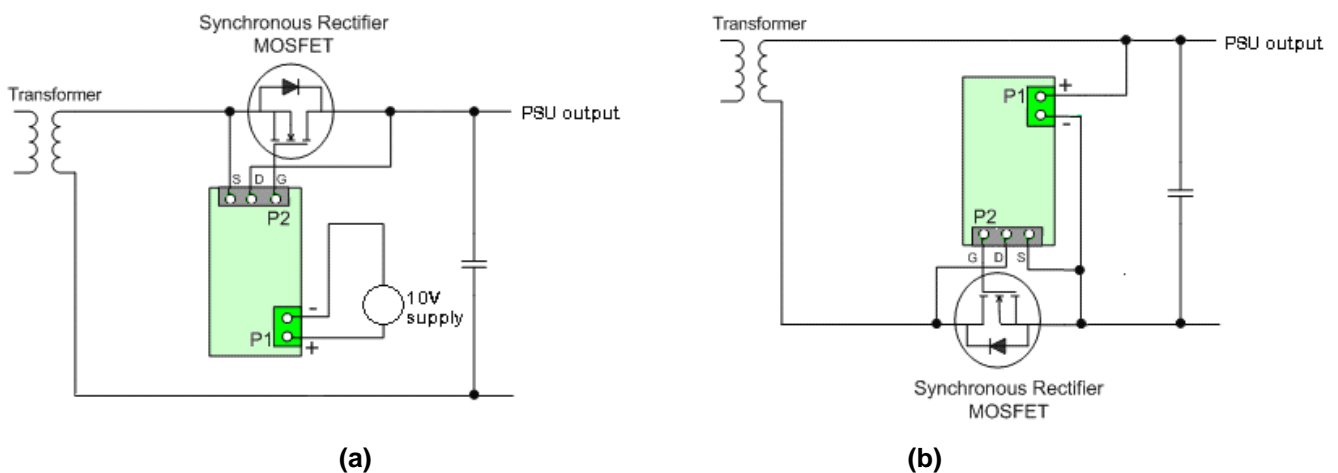 Synchronous Rectifier
MOSFET
Transformer
PSU output
S D G
P2
-
10V
supply
P1
+
(a)
Transformer
PSU output
P1
+
-
P2
G D S
Synchronous Rectifier
MOSFET
(b)